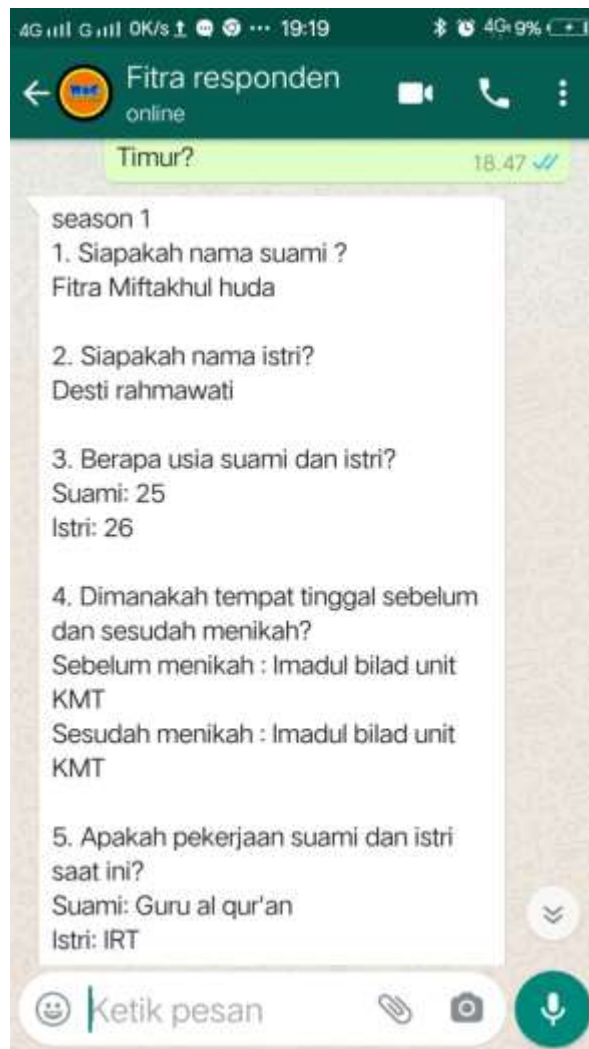 4G G 0K/s ··· 19:19 4G 9%
Fitra responden
online
Timur?
18.47
season 1
1. Siapakah nama suami ?
Fitra Miftakhul huda
2. Siapakah nama istri?
Desti rahmawati
3. Berapa usia suami dan istri?
Suami: 25
Istri: 26
4. Dimanakah tempat tinggal sebelum
dan sesudah menikah?
Sebelum menikah : Imadul bilad unit
KMT
Sesudah menikah : Imadul bilad unit
KMT
5. Apakah pekerjaan suami dan istri
saat ini?
Suami: Guru al qur'an
Istri: IRT
Ketik pesan